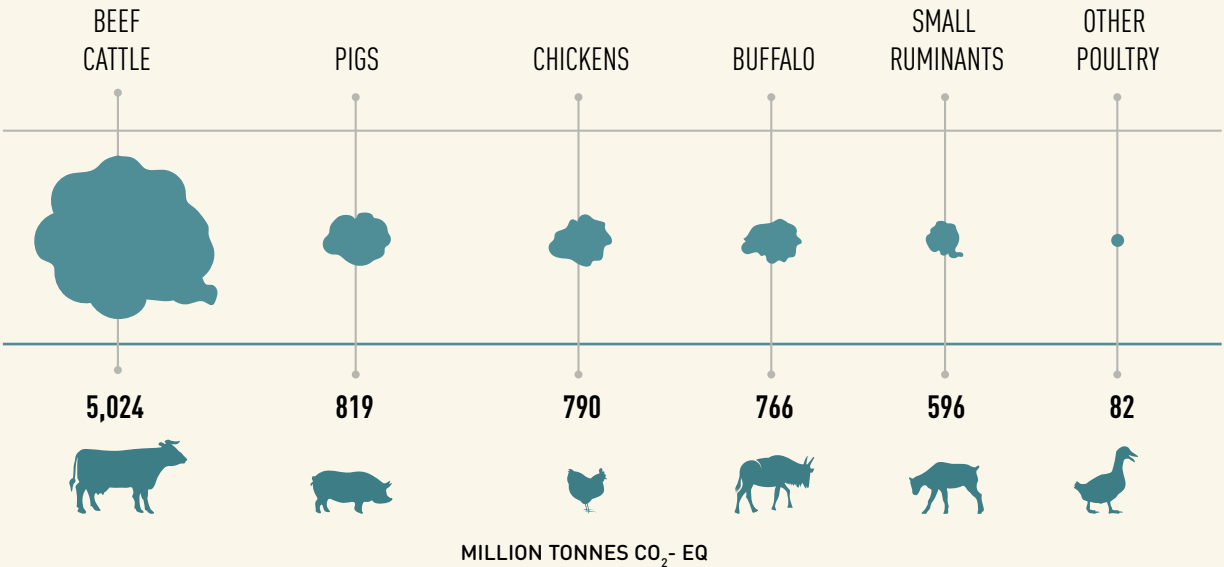 BEEF
CATTLE
PIGS
CHICKENS
BUFFALO
SMALL
RUMINANTS
OTHER
POULTRY
5,024
819
790
766
596
82
MILLION TONNES CO₂- EQ